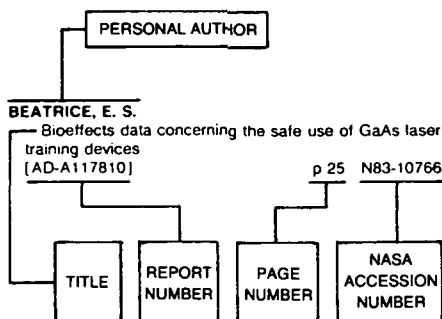 PERSONAL AUTHOR
BEATRICE, E. S.
Bioeffects data concerning the safe use of GaAs laser
training devices
[AD-A117810] p 25 N83-10766
TITLE
REPORT
NUMBER
PAGE
NUMBER
NASA
ACCESSION
NUMBER